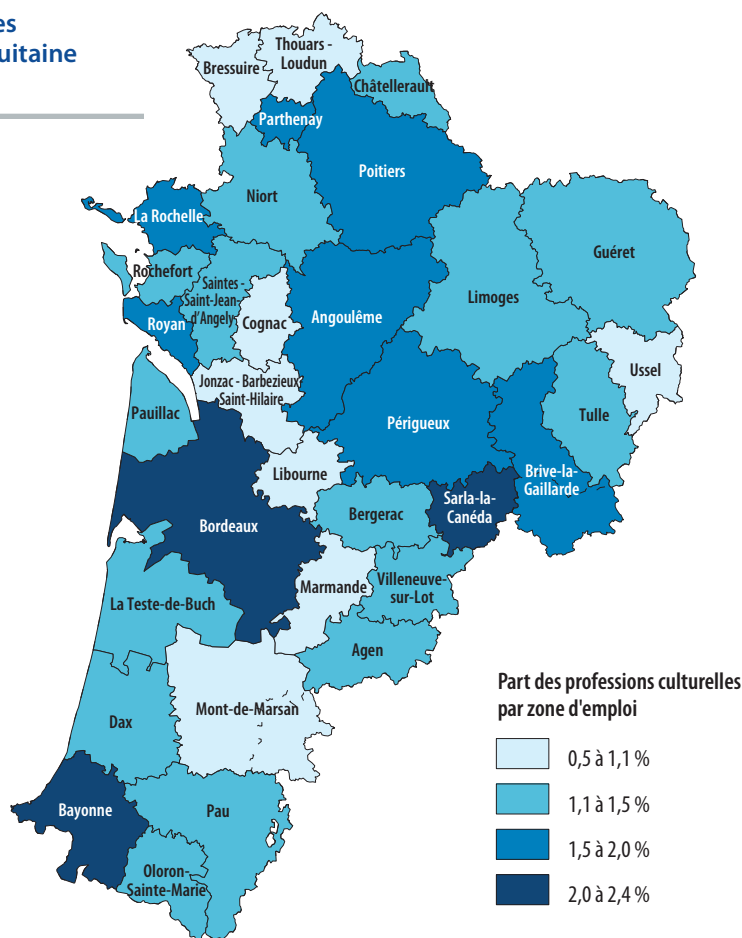 es
uitaine
Thouars -
Loudun
Bressuire
Châtellerault
Parthenay
Poitiers
Niort
La Rochelle
Guéret
Rochefort
Saintes -
Saint-Jean-
d'Angely
Limoges
Royan
Cognac
Angoulême
Ussel
Jonzac - Barbezieux
Saint-Hilaire
Pauillac
Périgueux
Tulle
Libourne
Brive-la-
Gaillarde
Sarla-la-
Canéda
Bergerac
Bordeaux
Marmande
Villeneuve-
sur-Lot
La Teste-de-Buch
Agen
Mont-de-Marsan
Dax
Bayonne
Pau
Oloron-
Sainte-Marie
Part des professions culturelles
par zone d'emploi
0,5 à 1,1 %
1,1 à 1,5 %
1,5 à 2,0 %
2,0 à 2,4 %